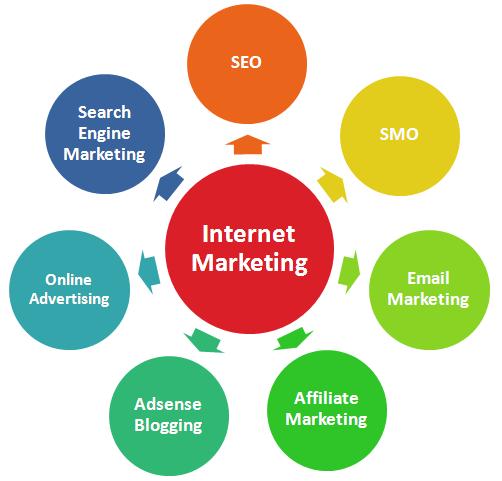 SEO
SMO
Email
Marketing
Affiliate
Marketing
Adsense
Blogging
Online
Advertising
Search
Engine
Marketing
Internet
Marketing